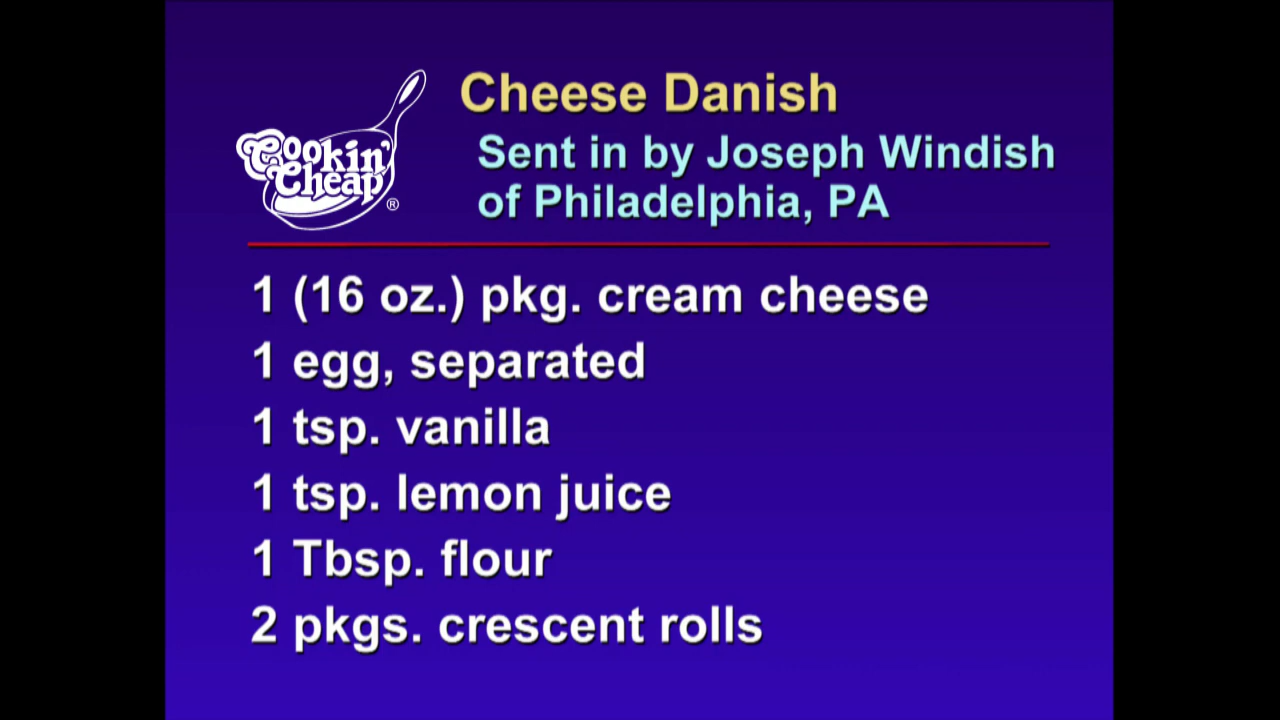 Cookin'
Cheap
®
Cheese Danish
Sent in by Joseph Windish
of Philadelphia, PA
1 (16 oz.) pkg. cream cheese
1 egg, separated
1 tsp. vanilla
1 tsp. lemon juice
1 Tbsp. flour
2 pkgs. crescent rolls